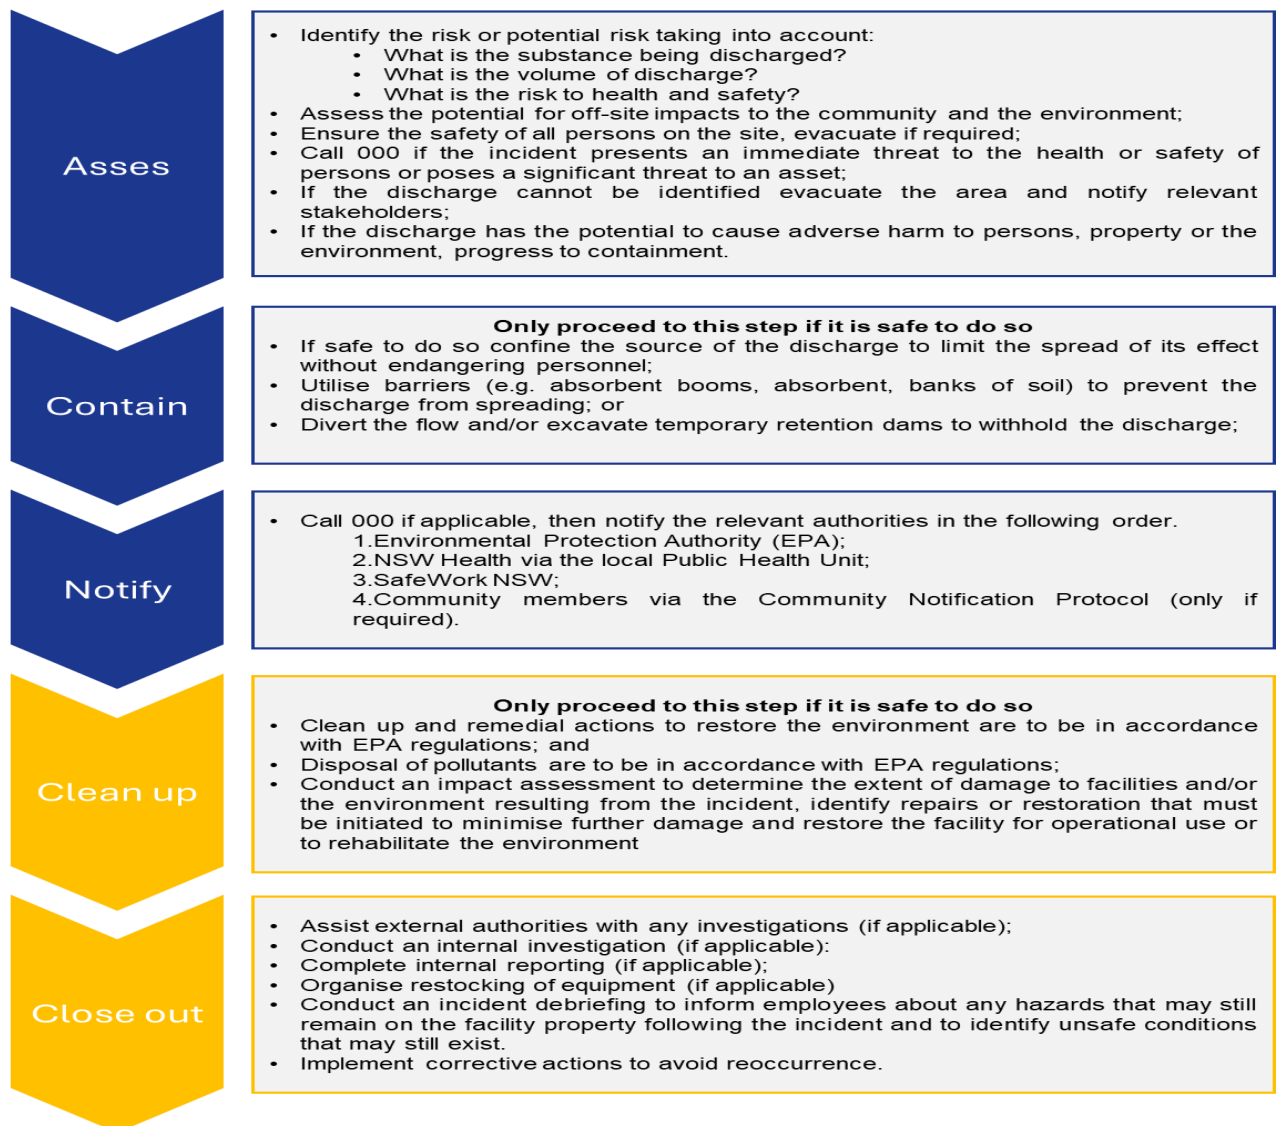 Asses
• Identify the risk or potential risk taking into account:
• What is the substance being discharged?
• What is the volume of discharge?
• What is the risk to health and safety?
• Assess the potential for off-site impacts to the community and the environment;
• Ensure the safety of all persons on the site, evacuate if required;
• Call 000 if the incident presents an immediate threat to the health or safety of
persons or poses a significant threat to an asset;
• If the discharge cannot be identified evacuate the area and notify relevant
stakeholders;
• If the discharge has the potential to cause adverse harm to persons, property or the
environment, progress to containment.
Contain
Only proceed to this step if it is safe to do so
• If safe to do so confine the source of the discharge to limit the spread of its effect
without endangering personnel;
• Utilise barriers (e.g. absorbent booms, absorbent, banks of soil) to prevent the
discharge from spreading; or
• Divert the flow and/or excavate temporary retention dams to withhold the discharge;
Notify
• Call 000 if applicable, then notify the relevant authorities in the following order.
1.Environmental Protection Authority (EPA);
2.NSW Health via the local Public Health Unit;
3.SafeWork NSW;
4.Community members via the Community Notification Protocol (only if
required).
Clean up
Only proceed to this step if it is safe to do so
• Clean up and remedial actions to restore the environment are to be in accordance
with EPA regulations; and
• Disposal of pollutants are to be in accordance with EPA regulations;
• Conduct an impact assessment to determine the extent of damage to facilities and/or
the environment resulting from the incident, identify repairs or restoration that must
be initiated to minimise further damage and restore the facility for operational use or
to rehabilitate the environment
Close out
• Assist external authorities with any investigations (if applicable);
• Conduct an internal investigation (if applicable):
• Complete internal reporting (if applicable);
• Organise restocking of equipment (if applicable)
• Conduct an incident debriefing to inform employees about any hazards that may still
remain on the facility property following the incident and to identify unsafe conditions
that may still exist.
• Implement corrective actions to avoid reoccurrence.